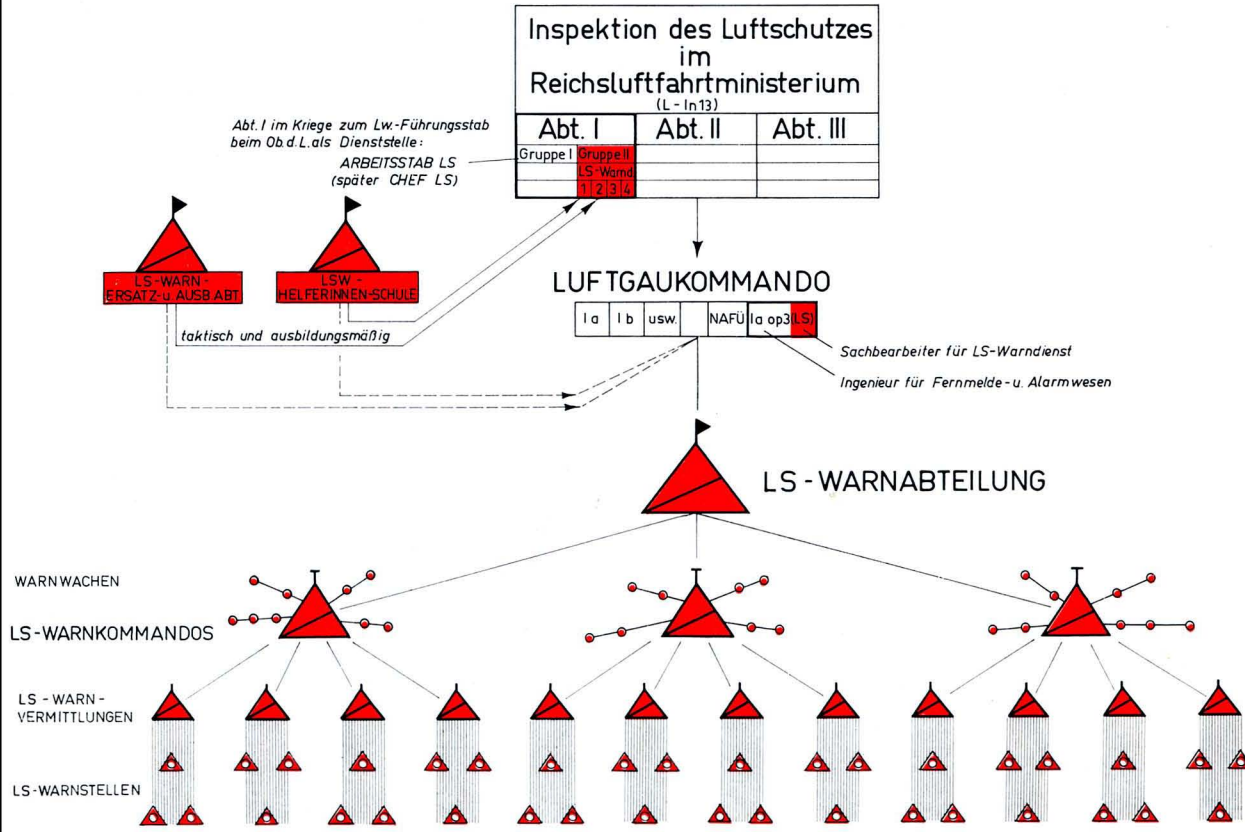 Inspektion des Luftschutzes
im
Reichsluftfahrtministerium
(L-In13)
Abt. I
Abt. II
Abt. III
Gruppe I
Gruppe II
LS-Warnd
1 2 3 4
Abt. I im Kriege zum Lw.-Führungsstab
beim Ob.d.L. als Dienststelle:
ARBEITSSTAB LS
(später CHEF LS)
LS-WARN-
ERSATZ-u. AUSB ABT.
LSW-
HELFERINNEN-SCHULE
taktisch und ausbildungsmäßig
LUFTGAUKOMMANDO
Ia
Ib
usw.
NAFÜ
Ia op3
(LS)
Sachbearbeiter für LS-Warndienst
Ingenieur für Fernmelde-u. Alarmwesen
LS-WARNABTEILUNG
WARNWACHEN
LS-WARNKOMMANDOS
LS-WARN-
VERMITTLUNGEN
LS-WARNSTELLEN